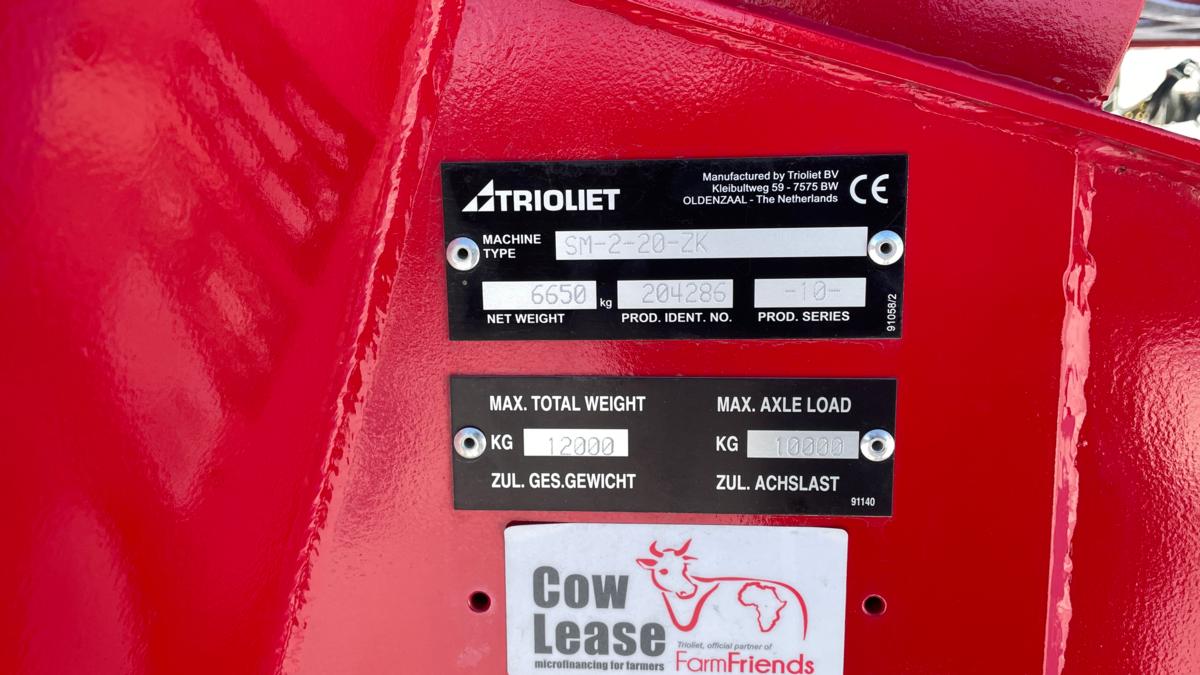 TRIOLIET
Manufactured by Trioliet BV
Kleibultweg 59 - 7575 BW
OLDENZAAL - The Netherlands
CE
MACHINE
TYPE
SM-2-20-ZK
6650 kg 204286 -10-
NET WEIGHT PROD. IDENT. NO. PROD. SERIES
91058/2
MAX. TOTAL WEIGHT MAX. AXLE LOAD
KG 12000 KG 10000
ZUL. GES.GEWICHT ZUL. ACHSLAST
91140
Cow
Lease
microfinancing for farmers
Trioliet, official partner of
FarmFriends